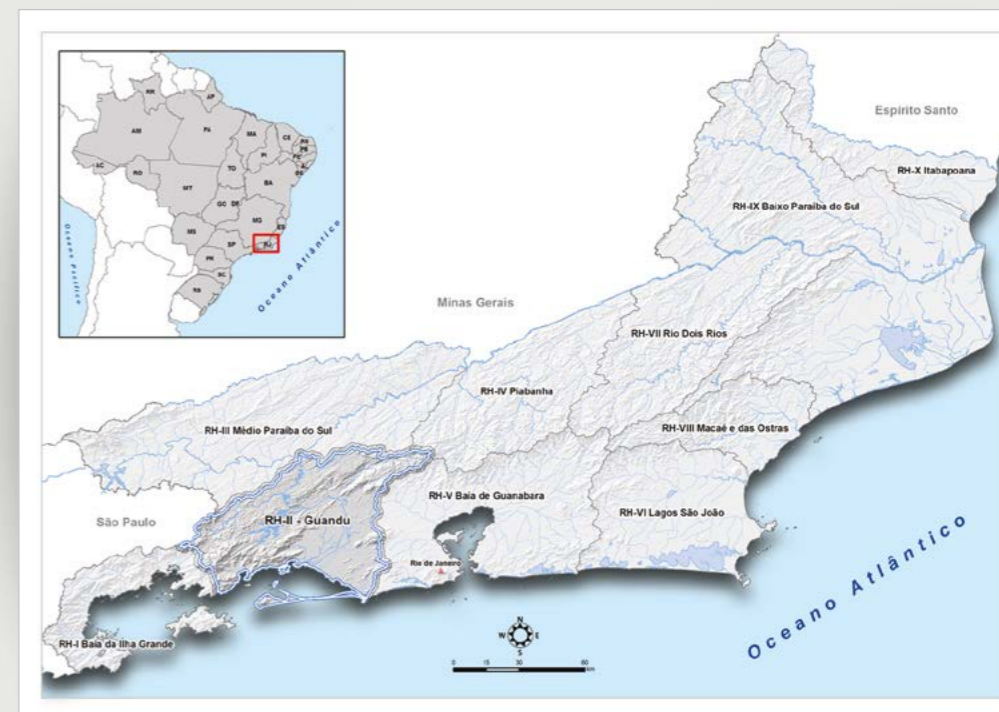 RR
AP
AM
PA
MA
CE
RN
PB
PE
AL
SE
PI
AC
RO
TO
BA
MT
GO
DF
MG
ES
MS
SP
RJ
PR
SC
RS
Oceano Pacífico
Oceano Atlântico
Espírito Santo
RH-X Itabapoana
RH-IX Baixo Paraíba do Sul
Minas Gerais
RH-VII Rio Dois Rios
RH-IV Piabanha
RH-VIII Macaé e das Ostras
RH-III Médio Paraíba do Sul
RH-V Baia de Guanabara
RH-VI Lagos São João
RH-II - Guandu
São Paulo
Rio de Janeiro
RH-I Baia da Ilha Grande
Oceano Atlântico
N
W E
S
0 15 30 60
km